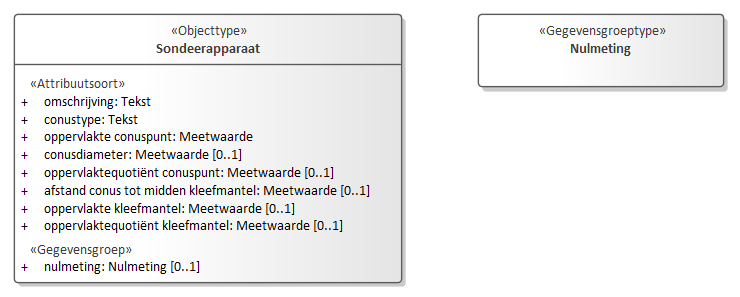 «Objecttype»
Sondeerapparaat
«Attribuutsoort»
+ omschrijving: Tekst
+ conustype: Tekst
+ oppervlakte conuspunt: Meetwaarde
+ conusdiameter: Meetwaarde [0..1]
+ oppervlaktequotiënt conuspunt: Meetwaarde [0..1]
+ afstand conus tot midden kleefmantel: Meetwaarde [0..1]
+ oppervlakte kleefmantel: Meetwaarde [0..1]
+ oppervlaktequotiënt kleefmantel: Meetwaarde [0..1]
«Gegevensgroep»
+ nulmeting: Nulmeting [0..1]
«Gegevensgroeptype»
Nulmeting